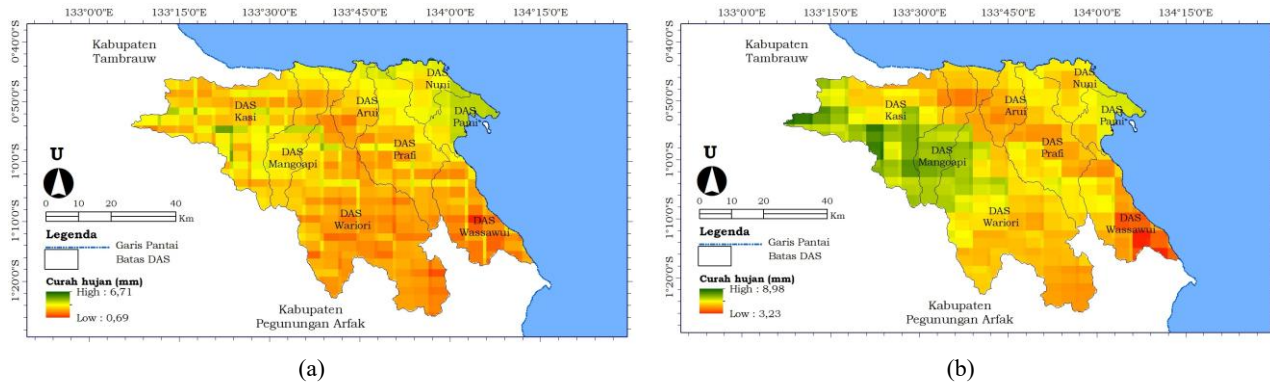 133°0'0"E 133°15'0"E 133°30'0"E 133°45'0"E 134°0'0"E 134°15'0"E
0°40'0"S
0°50'0"S
1°0'0"S
1°10'0"S
1°20'0"S
Kabupaten
Tambrauw
DAS
Nuni
DAS
Kasi
DAS
Arui
DAS
Pami
DAS
Mangoapi
DAS
Prafi
DAS
Wariori
DAS
Wassawui
U
0 10 20 40
Km
Legenda
Garis Pantai
Batas DAS
Curah hujan (mm)
High : 6,71
Low : 0,69
Kabupaten
Pegunungan Arfak
(a)
133°0'0"E 133°15'0"E 133°30'0"E 133°45'0"E 134°0'0"E 134°15'0"E
0°40'0"S
0°50'0"S
1°0'0"S
1°10'0"S
1°20'0"S
Kabupaten
Tambrauw
DAS
Nuni
DAS
Kasi
DAS
Arui
DAS
Pami
DAS
Mangoapi
DAS
Prafi
DAS
Wariori
DAS
Wassawui
U
0 10 20 40
Km
Legenda
Garis Pantai
Batas DAS
Curah hujan (mm)
High : 8,98
Low : 3,23
Kabupaten
Pegunungan Arfak
(b)